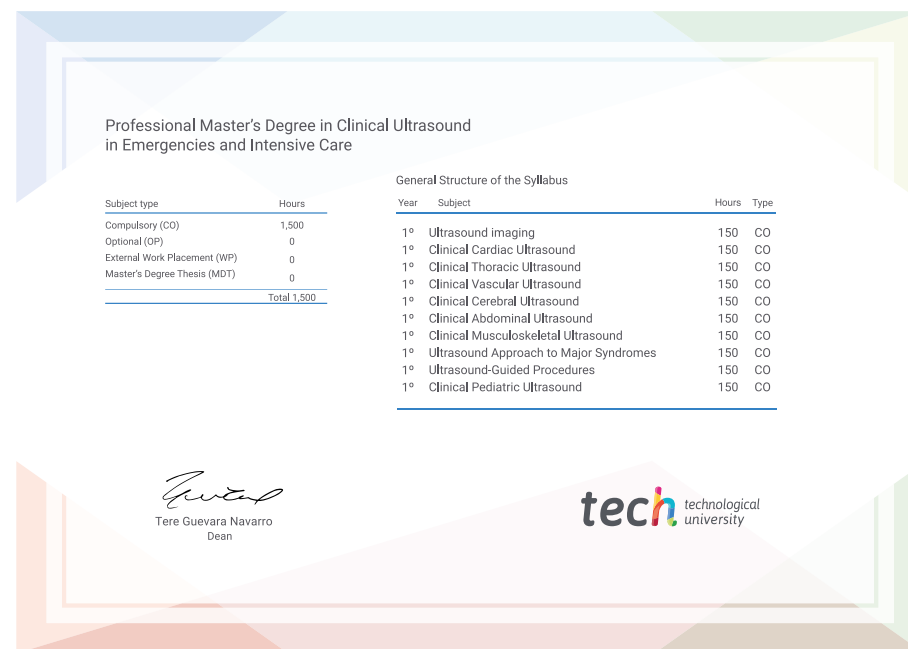 Professional Master's Degree in Clinical Ultrasound
in Emergencies and Intensive Care
Subject type Hours
Compulsory (CO) 1,500
Optional (OP) 0
External Work Placement (WP) 0
Master's Degree Thesis (MDT) 0
Total 1,500
General Structure of the Syllabus
Year Subject Hours Type
1º Ultrasound imaging 150 CO
1º Clinical Cardiac Ultrasound 150 CO
1º Clinical Thoracic Ultrasound 150 CO
1º Clinical Vascular Ultrasound 150 CO
1º Clinical Cerebral Ultrasound 150 CO
1º Clinical Abdominal Ultrasound 150 CO
1º Clinical Musculoskeletal Ultrasound 150 CO
1º Ultrasound Approach to Major Syndromes 150 CO
1º Ultrasound-Guided Procedures 150 CO
1º Clinical Pediatric Ultrasound 150 CO
Tere Guevara Navarro
Dean
tech technological
university